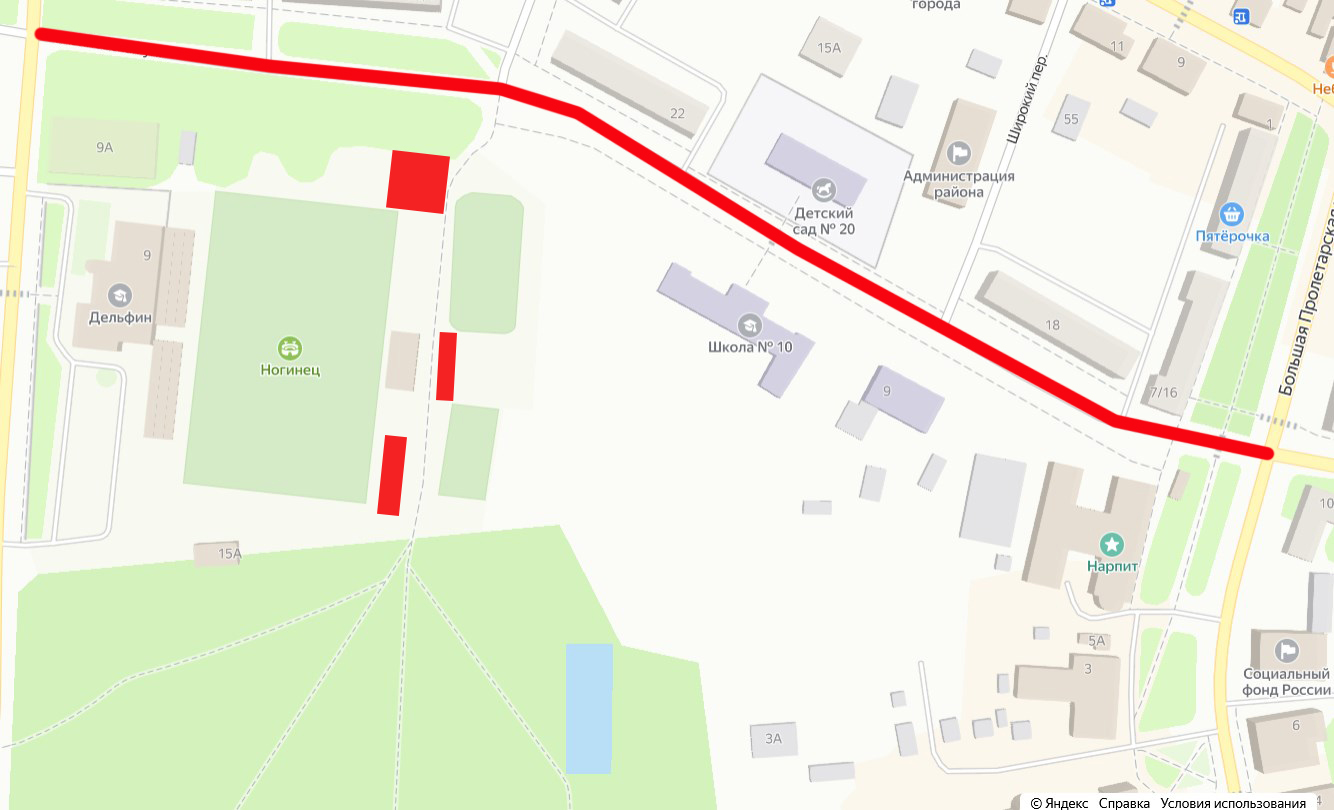 города
15А
11
9
Неб
22
55
1
Широкий пер.
9А
Администрация
района
Детский
сад № 20
Пятёрочка
Большая Пролетарская
9
Дельфин
Ногинец
Школа № 10
18
7/16
9
10
15А
Нарпит
5А
3
Социальный
фонд России
6
3А
4
© Яндекс Справка Условия использования